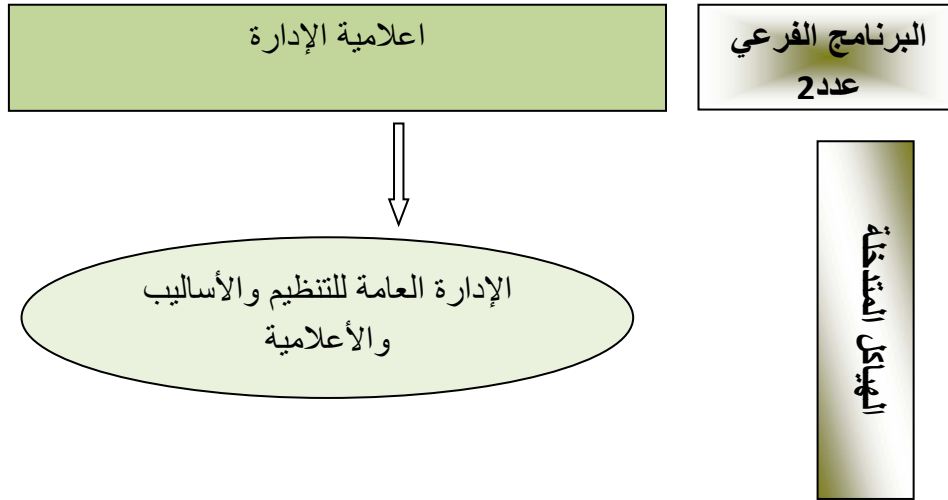 البرنامج الفرعي
عدد2
اعلامية الإدارة
الهياكل المتدخلة
الإدارة العامة للتنظيم والأساليب
والأعلامية